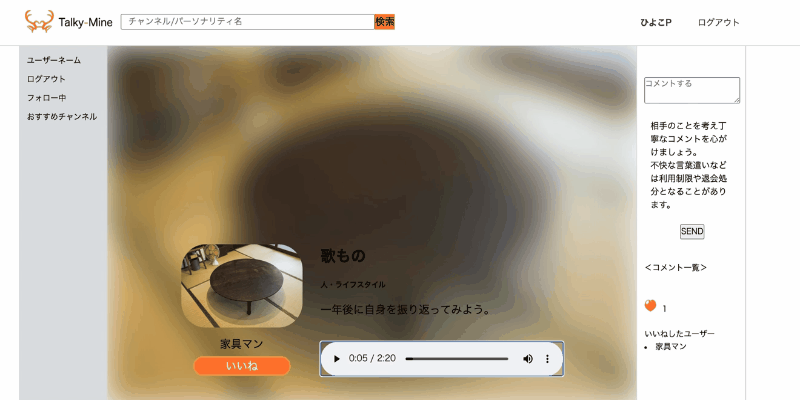 Talky-Mine
チャンネル/パーソナリティ名
検索
ひよこP
ログアウト
ユーザーネーム
ログアウト
フォロー中
おすすめチャンネル
歌もの
人・ライフスタイル
一年後に自身を振り返ってみよう。
家具マン
いいね
0:05 / 2:20
コメントする
相手のことを考え丁
寧なコメントを心が
けましょう。
不快な言葉遣いなど
は利用制限や退会処
分となることがあり
ます。
SEND
＜コメント一覧＞
1
いいねしたユーザー
• 家具マン